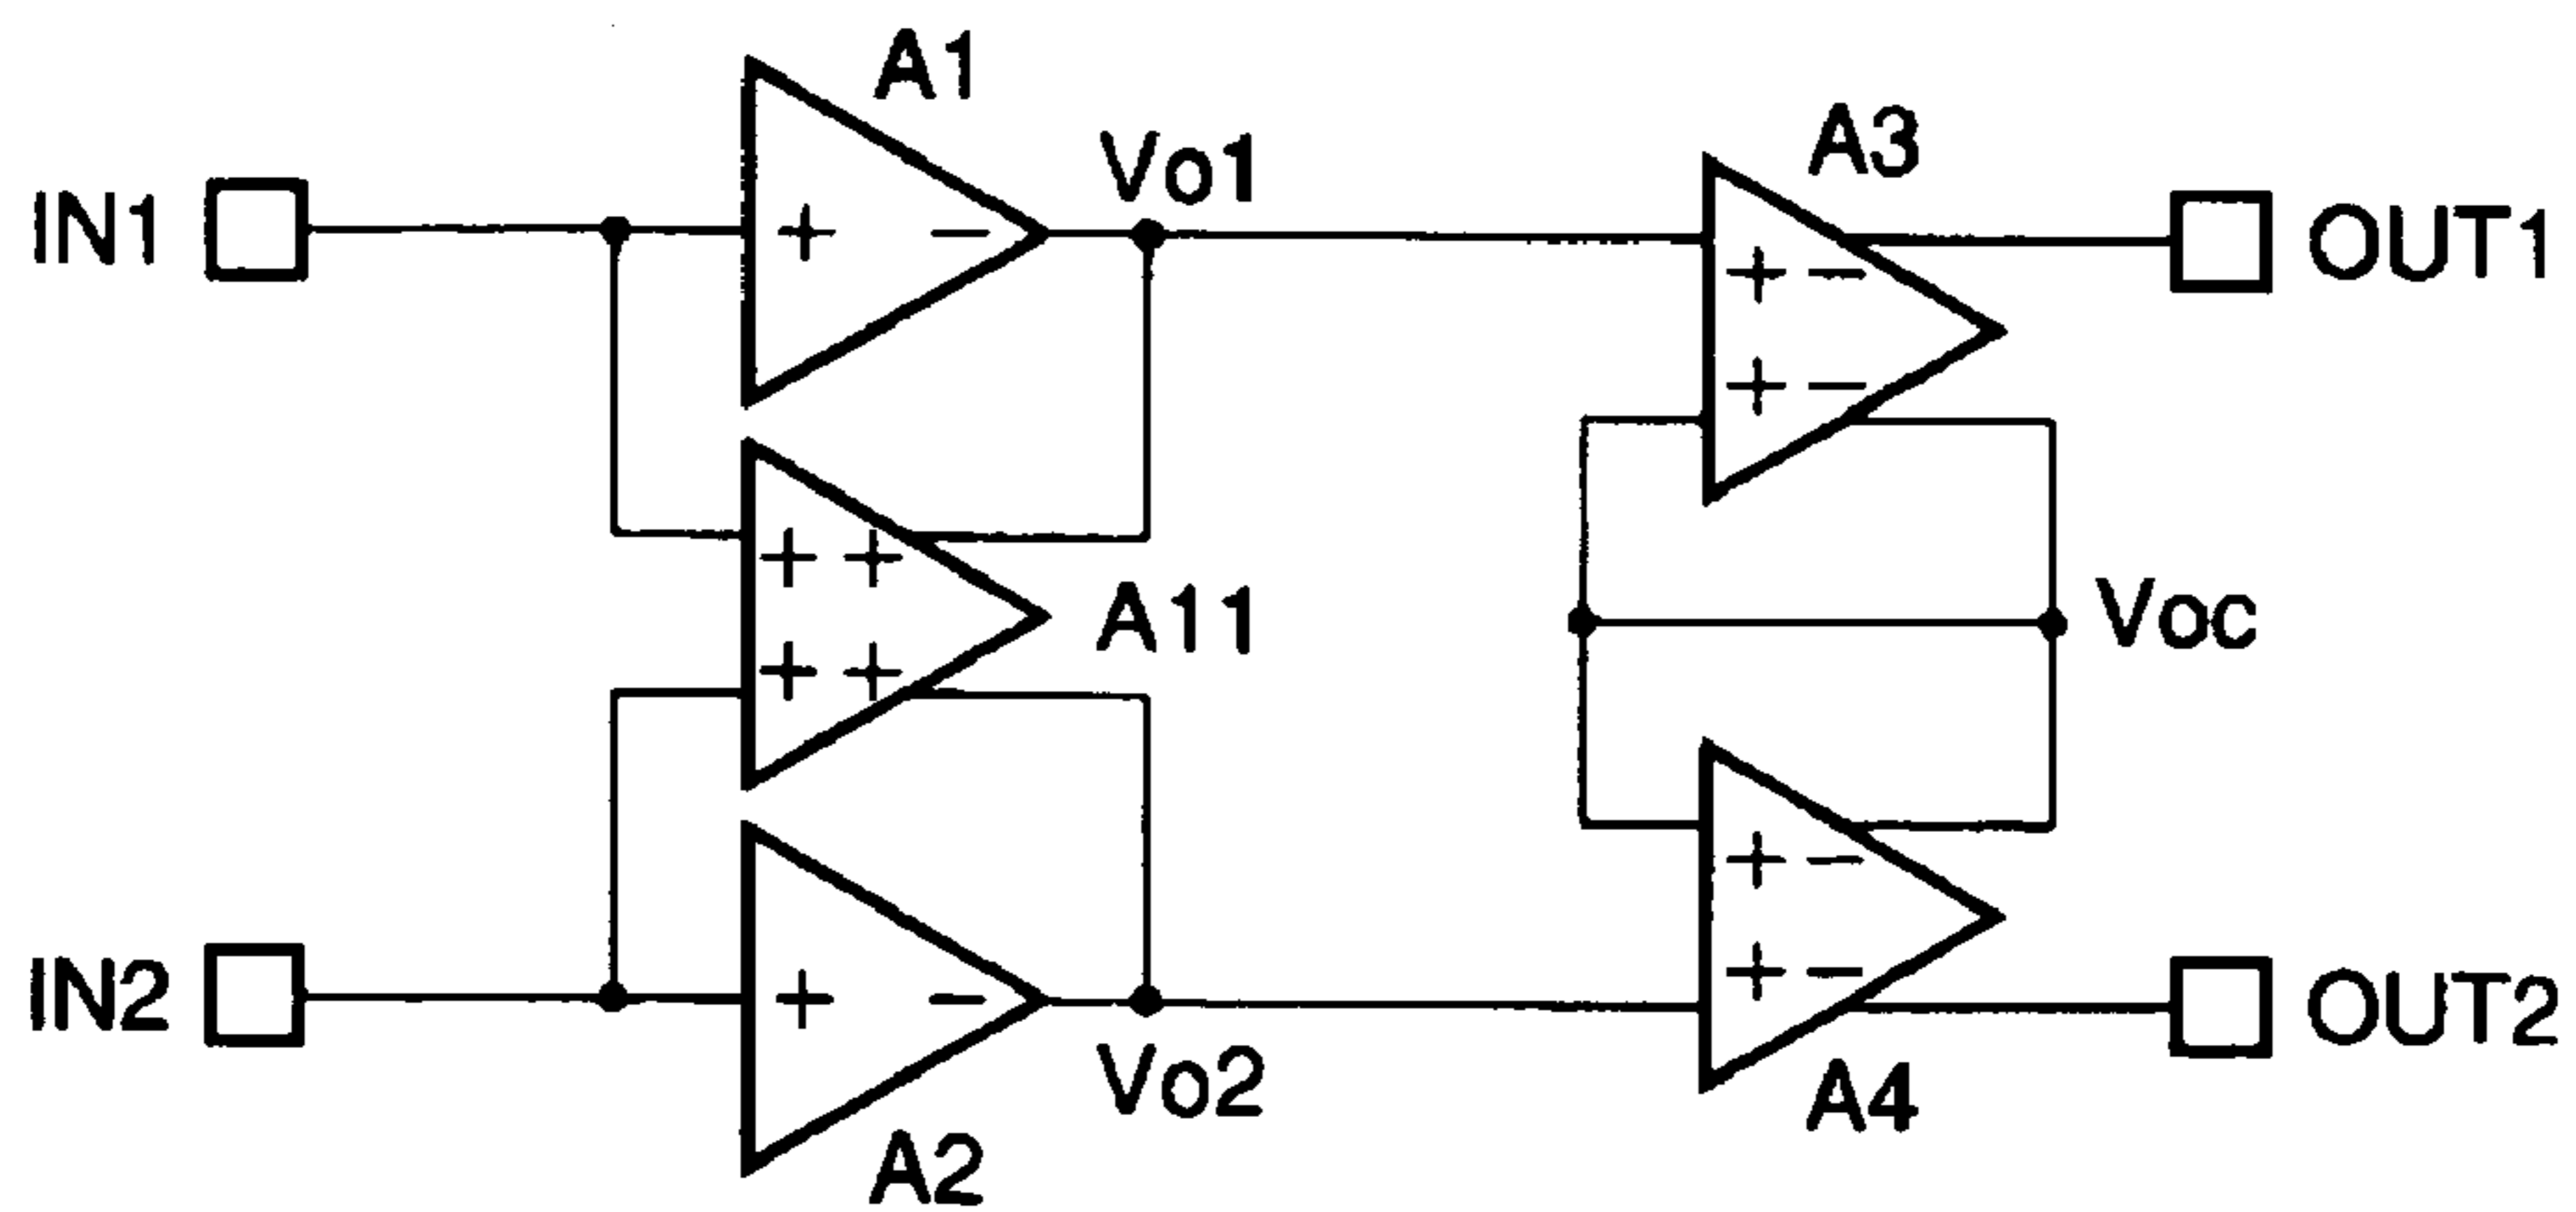 A1
Vo1
A3
IN1
+ −
OUT1
+ −
+ −
+ +
A11
Voc
+ +
+ −
IN2
+ −
+ −
OUT2
Vo2
A4
A2